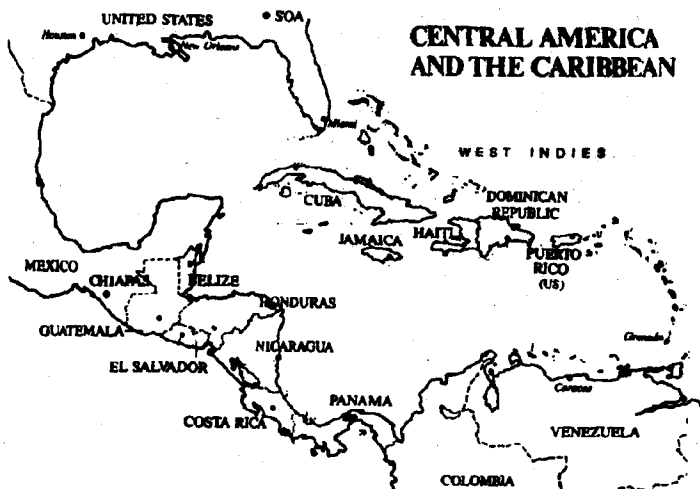 UNITED STATES
SOA
Houston
New Orleans
CENTRAL AMERICA
AND THE CARIBBEAN
Miami
WEST INDIES
CUBA
DOMINICAN
REPUBLIC
HAITI
JAMAICA
PUERTO
RICO
(US)
MEXICO
CHIAPAS
BELIZE
HONDURAS
GUATEMALA
NICARAGUA
EL SALVADOR
Grenada
Caracas
PANAMA
COSTA RICA
VENEZUELA
COLOMBIA